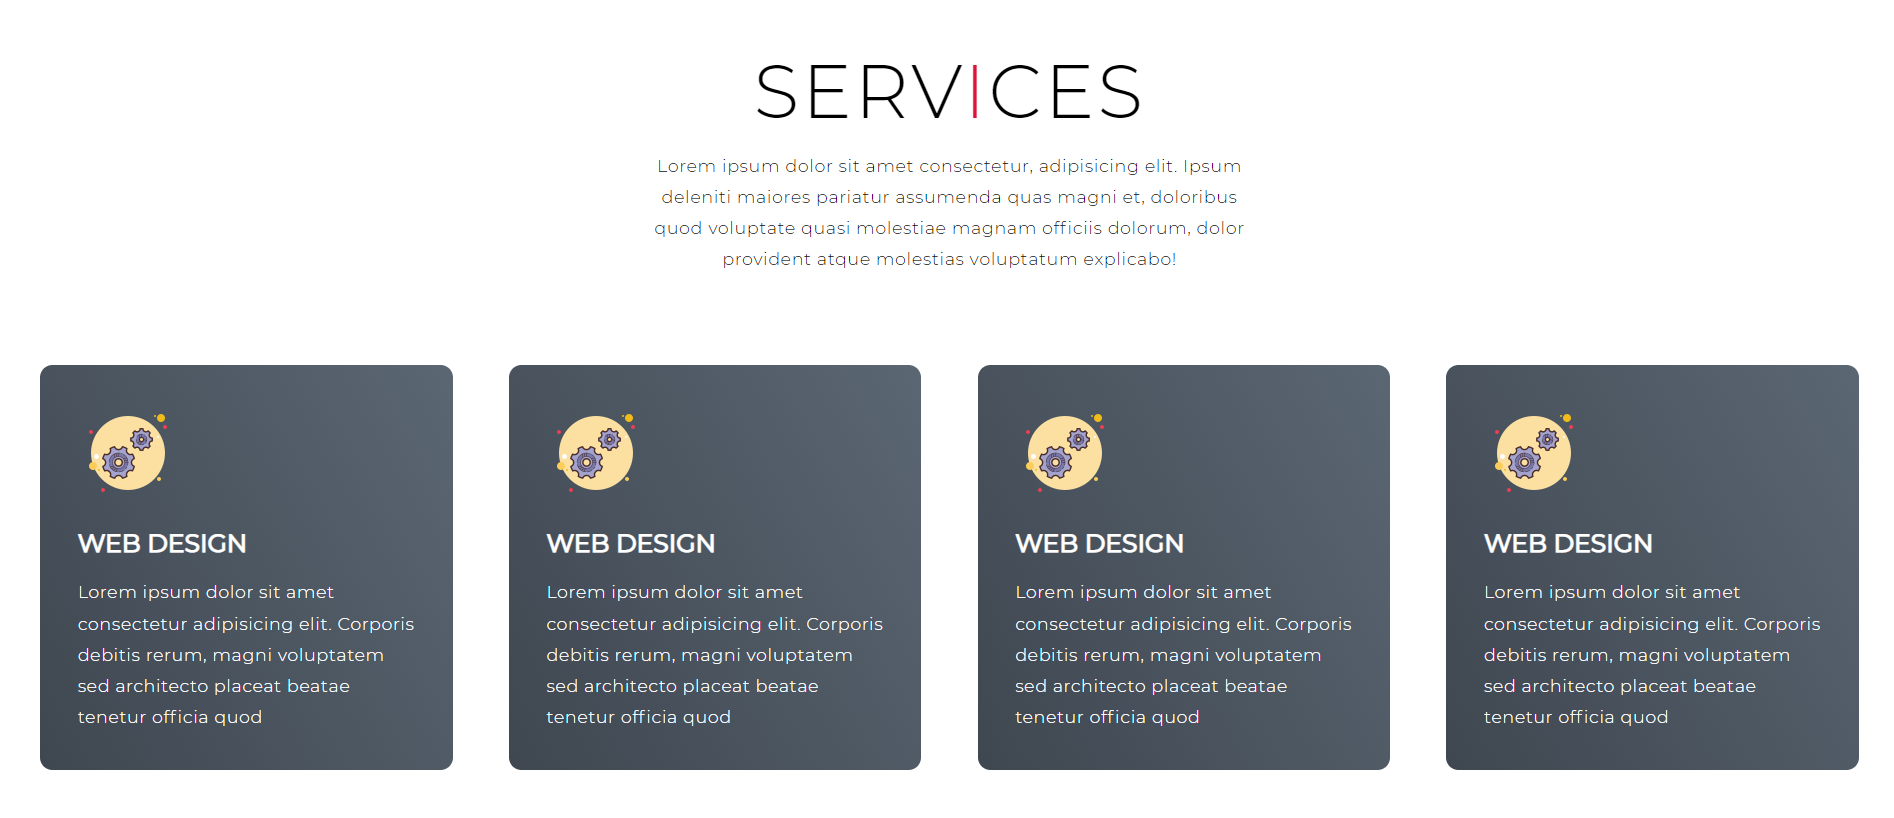 SERVICES
Lorem ipsum dolor sit amet consectetur, adipisicing elit. Ipsum
deleniti maiores pariatur assumenda quas magni et, doloribus
quod voluptate quasi molestiae magnam officiis dolorum, dolor
provident atque molestias voluptatum explicabo!
WEB DESIGN
Lorem ipsum dolor sit amet
consectetur adipisicing elit. Corporis
debitis rerum, magni voluptatem
sed architecto placeat beatae
tenetur officia quod
WEB DESIGN
Lorem ipsum dolor sit amet
consectetur adipisicing elit. Corporis
debitis rerum, magni voluptatem
sed architecto placeat beatae
tenetur officia quod
WEB DESIGN
Lorem ipsum dolor sit amet
consectetur adipisicing elit. Corporis
debitis rerum, magni voluptatem
sed architecto placeat beatae
tenetur officia quod
WEB DESIGN
Lorem ipsum dolor sit amet
consectetur adipisicing elit. Corporis
debitis rerum, magni voluptatem
sed architecto placeat beatae
tenetur officia quod